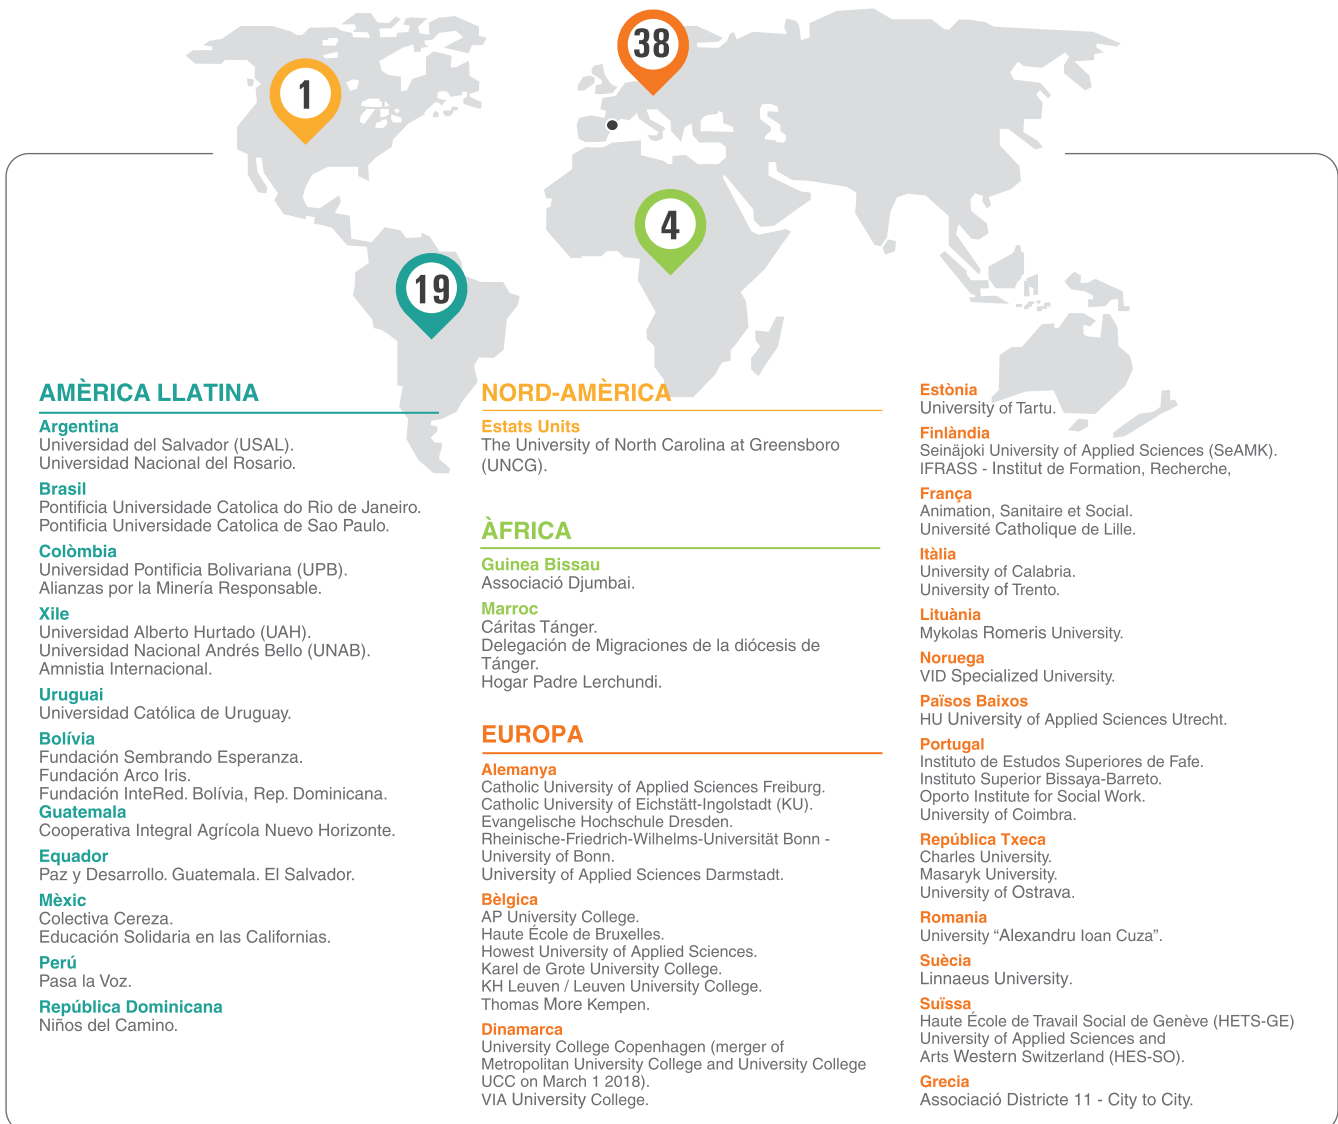 1
38
4
19
AMÈRICA LLATINA
Argentina
Universidad del Salvador (USAL).
Universidad Nacional del Rosario.
Brasil
Pontificia Universidade Catolica do Rio de Janeiro.
Pontificia Universidade Catolica de Sao Paulo.
Colòmbia
Universidad Pontificia Bolivariana (UPB).
Alianzas por la Minería Responsable.
Xile
Universidad Alberto Hurtado (UAH).
Universidad Nacional Andrés Bello (UNAB).
Amnistia Internacional.
Uruguai
Universidad Católica de Uruguay.
Bolívia
Fundación Sembrando Esperanza.
Fundación Arco Iris.
Fundación InteRed. Bolívia, Rep. Dominicana.
Guatemala
Cooperativa Integral Agrícola Nuevo Horizonte.
Equador
Paz y Desarrollo. Guatemala. El Salvador.
Mèxic
Colectiva Cereza.
Educación Solidaria en las Californias.
Perú
Pasa la Voz.
República Dominicana
Niños del Camino.
NORD-AMÈRICA
Estats Units
The University of North Carolina at Greensboro
(UNCG).
ÀFRICA
Guinea Bissau
Associació Djumbai.
Marroc
Cáritas Tánger.
Delegación de Migraciones de la diócesis de
Tánger.
Hogar Padre Lerchundi.
EUROPA
Alemanya
Catholic University of Applied Sciences Freiburg.
Catholic University of Eichstätt-Ingolstadt (KU).
Evangelische Hochschule Dresden.
Rheinische-Friedrich-Wilhelms-Universität Bonn -
University of Bonn.
University of Applied Sciences Darmstadt.
Bèlgica
AP University College.
Haute École de Bruxelles.
Howest University of Applied Sciences.
Karel de Grote University College.
KH Leuven / Leuven University College.
Thomas More Kempen.
Dinamarca
University College Copenhagen (merger of
Metropolitan University College and University College
UCC on March 1 2018).
VIA University College.
Estònia
University of Tartu.
Finlàndia
Seinäjoki University of Applied Sciences (SeAMK).
IFRASS - Institut de Formation, Recherche,
França
Animation, Sanitaire et Social.
Université Catholique de Lille.
Itàlia
University of Calabria.
University of Trento.
Lituània
Mykolas Romeris University.
Noruega
VID Specialized University.
Països Baixos
HU University of Applied Sciences Utrecht.
Portugal
Instituto de Estudos Superiores de Fafe.
Instituto Superior Bissaya-Barreto.
Oporto Institute for Social Work.
University of Coimbra.
República Txeca
Charles University.
Masaryk University.
University of Ostrava.
Romania
University “Alexandru Ioan Cuza”.
Suècia
Linnaeus University.
Suïssa
Haute École de Travail Social de Genève (HETS-GE)
University of Applied Sciences and
Arts Western Switzerland (HES-SO).
Grecia
Associació Districte 11 - City to City.